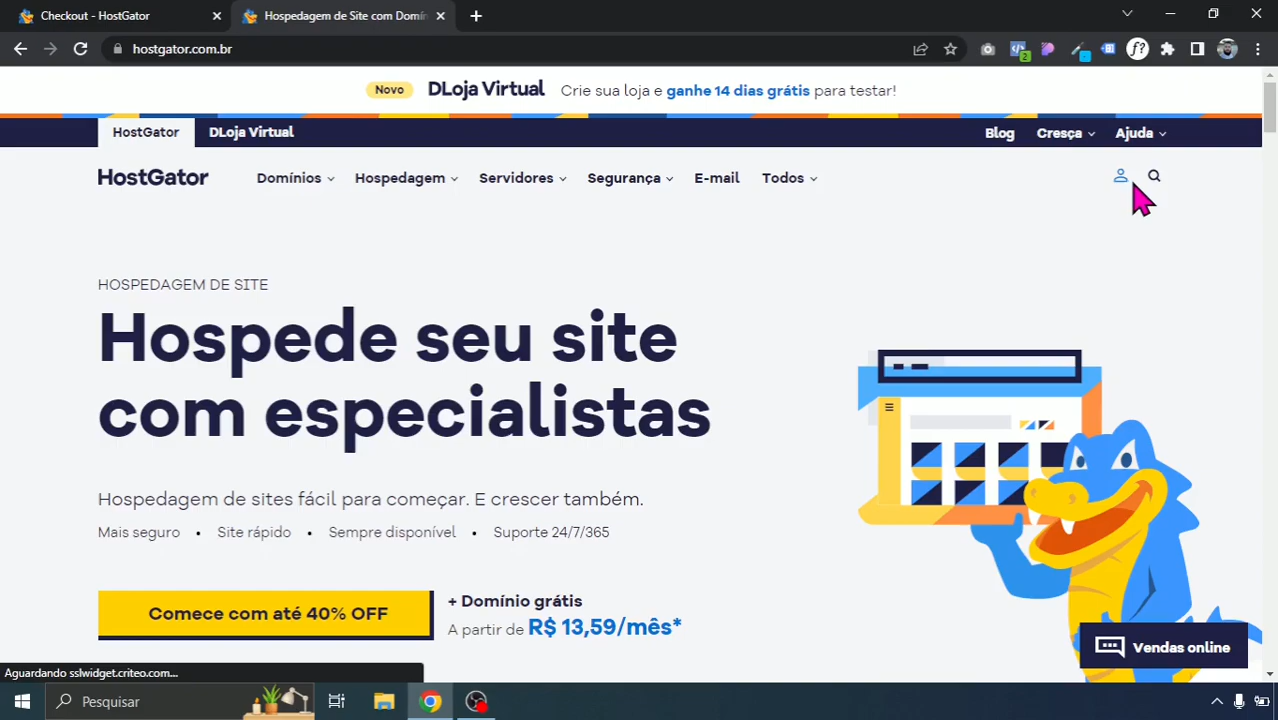 Checkout - HostGator
Hospedagem de Site com Domín
hostgator.com.br
2
f?
Novo
DLoja Virtual
Crie sua loja e ganhe 14 dias grátis para testar!
HostGator
DLoja Virtual
Blog
Cresça
Ajuda
HostGator
Domínios
Hospedagem
Servidores
Segurança
E-mail
Todos
HOSPEDAGEM DE SITE
Hospede seu site
com especialistas
Hospedagem de sites fácil para começar. E crescer também.
Mais seguro • Site rápido • Sempre disponível • Suporte 24/7/365
Comece com até 40% OFF
+ Domínio grátis
A partir de R$ 13,59/mês*
Vendas online
Aguardando sslwidget.criteo.com...
Pesquisar